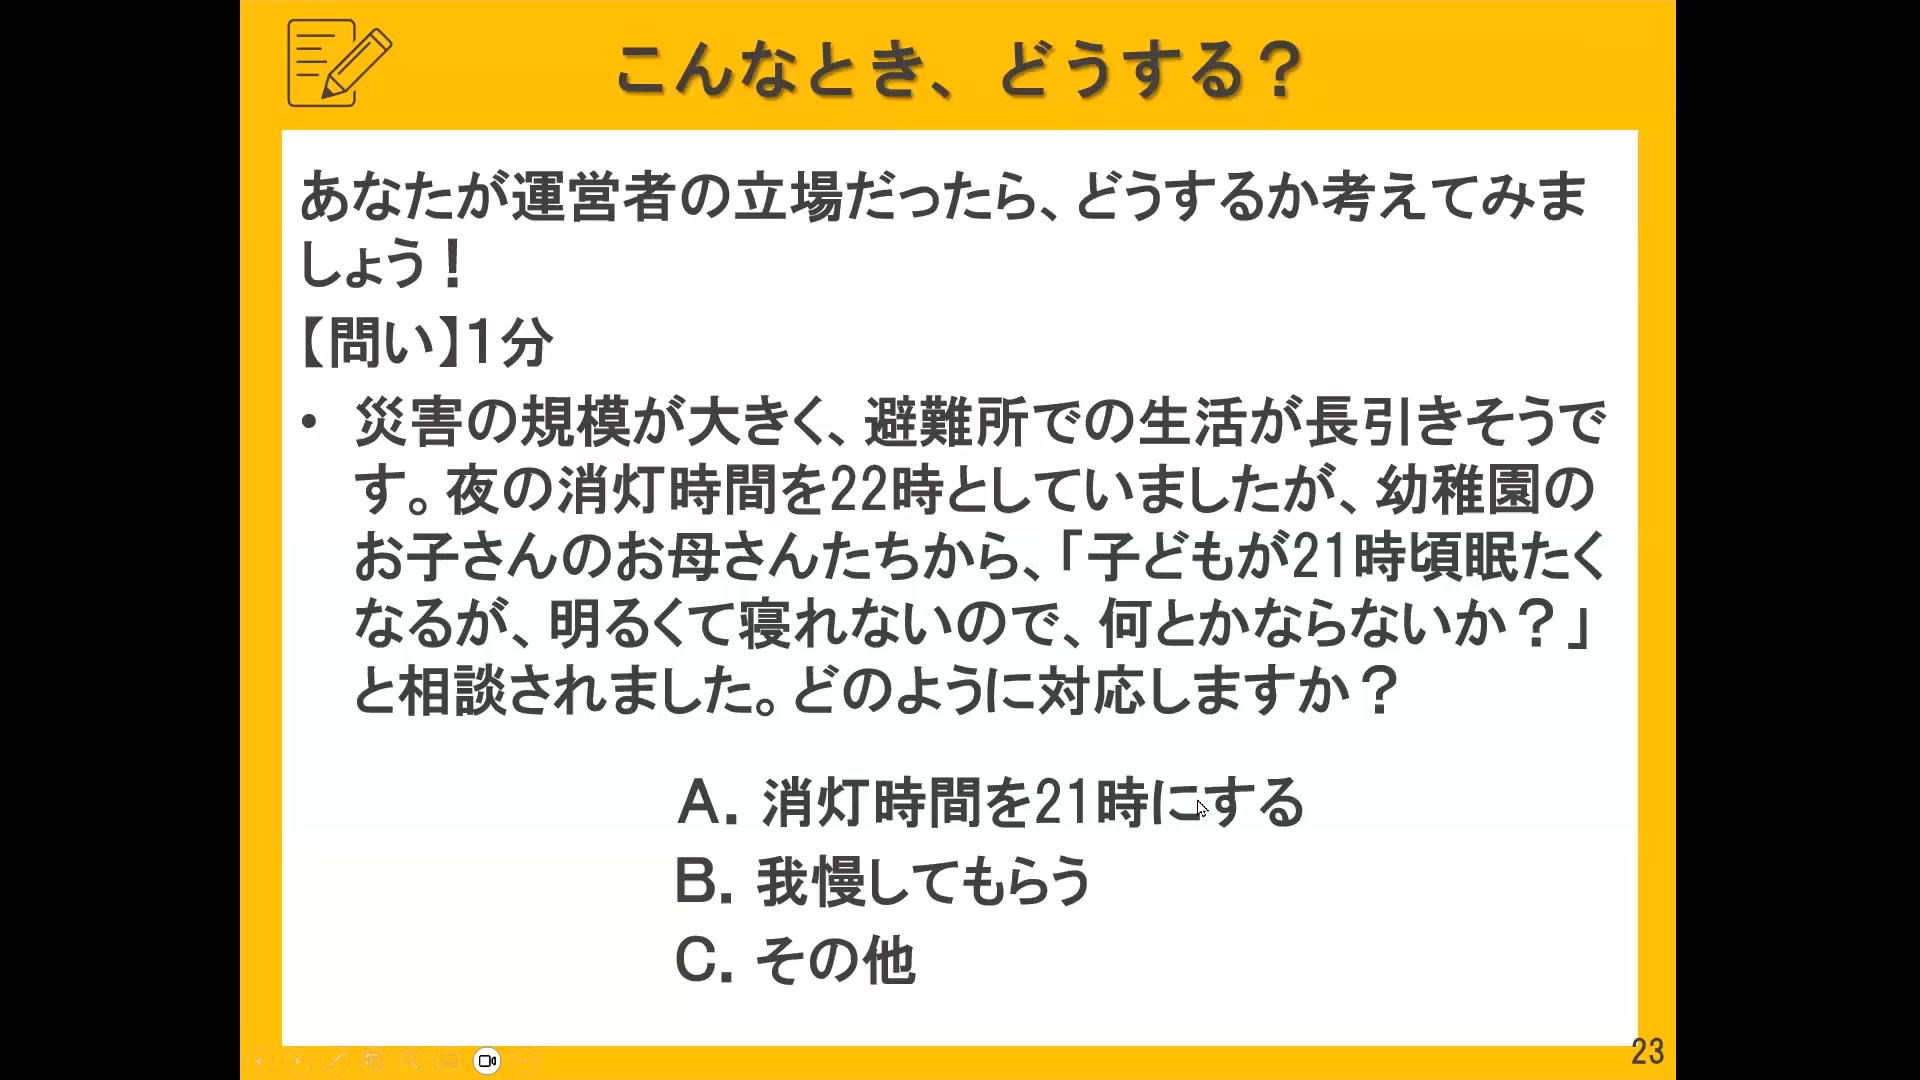 こんなとき、どうする？
あなたが運営者の立場だったら、どうするか考えてみま
しょう！
【問い】１分
• 災害の規模が大きく、避難所での生活が長引きそうで
す。夜の消灯時間を22時としていましたが、幼稚園の
お子さんのお母さんたちから、「子どもが21時頃眠たく
なるが、明るくて寝れないので、何とかならないか？」
と相談されました。どのように対応しますか？
Ａ．消灯時間を21時にする
Ｂ．我慢してもらう
Ｃ．その他
23